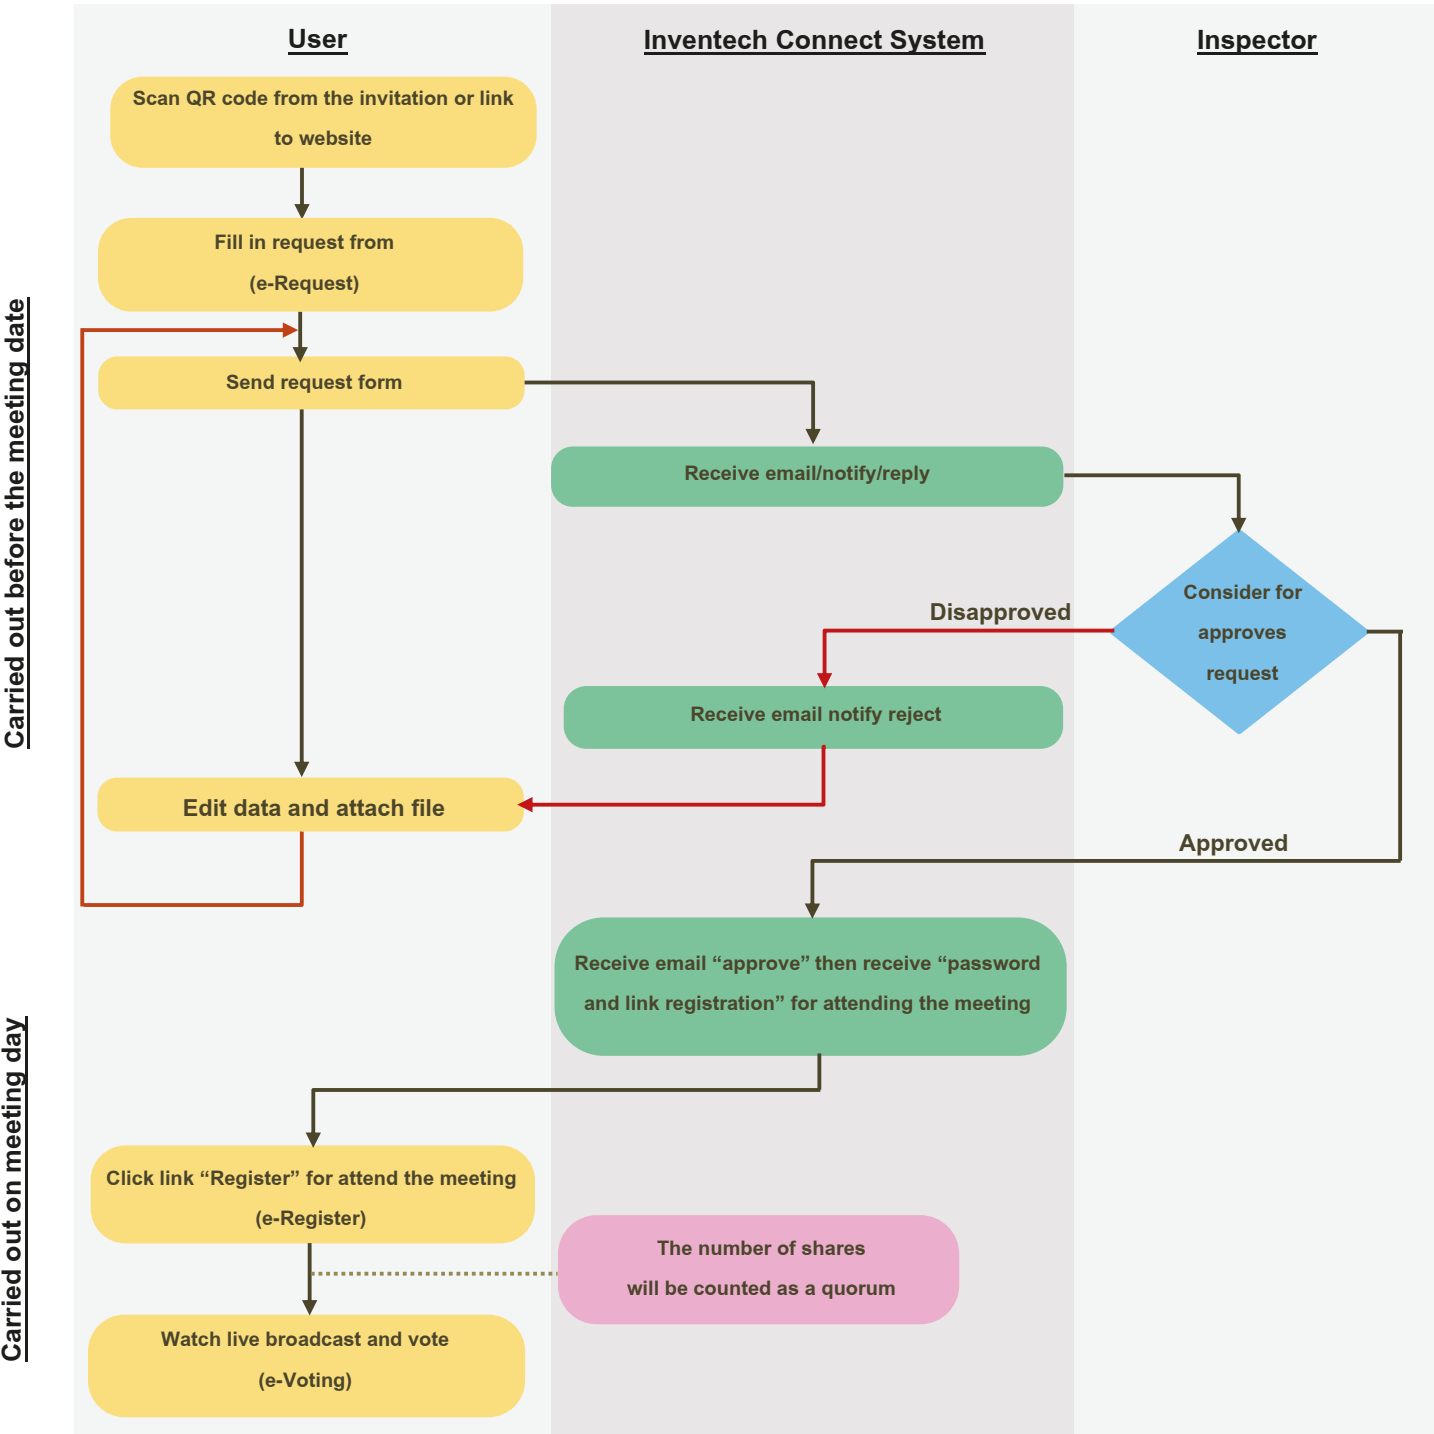 User
Inventech Connect System
Inspector
Carried out before the meeting date
Scan QR code from the invitation or link
to website
Fill in request from
(e-Request)
Send request form
Receive email/notify/reply
Consider for
approves
request
Disapproved
Receive email notify reject
Edit data and attach file
Approved
Receive email “approve” then receive “password
and link registration” for attending the meeting
Carried out on meeting day
Click link “Register” for attend the meeting
(e-Register)
The number of shares
will be counted as a quorum
Watch live broadcast and vote
(e-Voting)